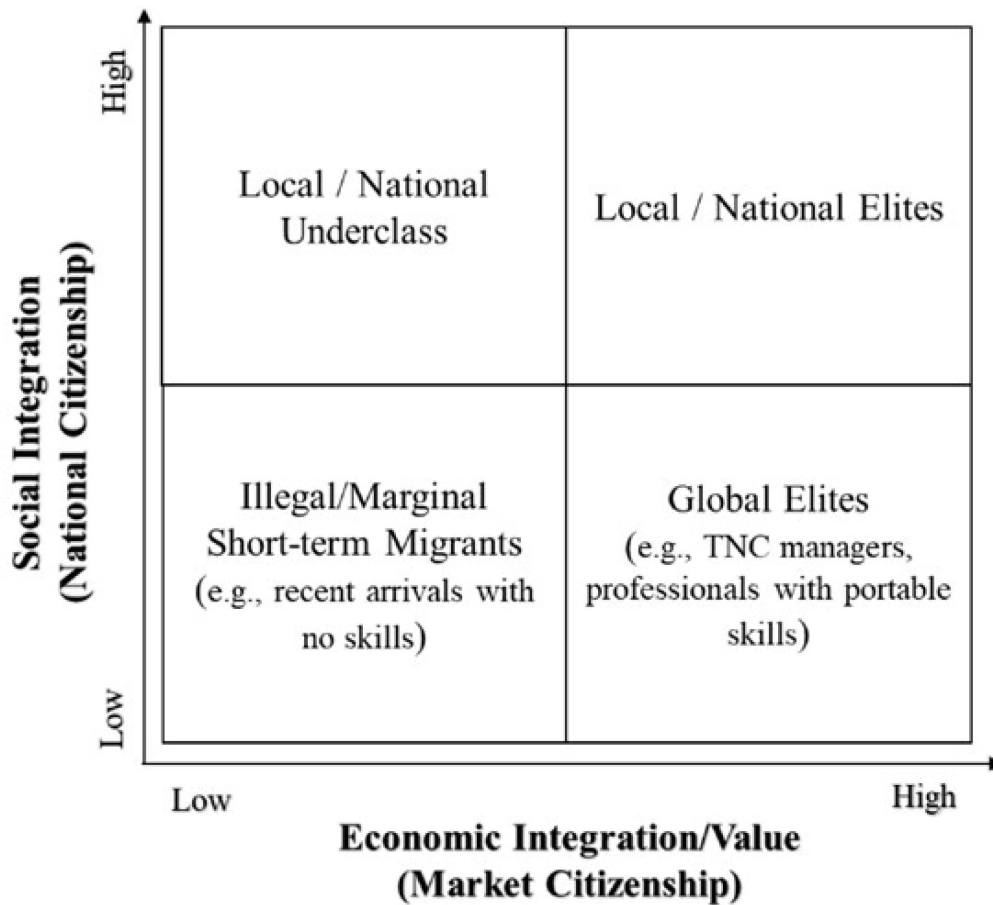 High
Local / National
Underclass
Local / National Elites
Social Integration
(National Citizenship)
Illegal/Marginal
Short-term Migrants
(e.g., recent arrivals with
no skills)
Global Elites
(e.g., TNC managers,
professionals with portable
skills)
Low
Low
High
Economic Integration/Value
(Market Citizenship)